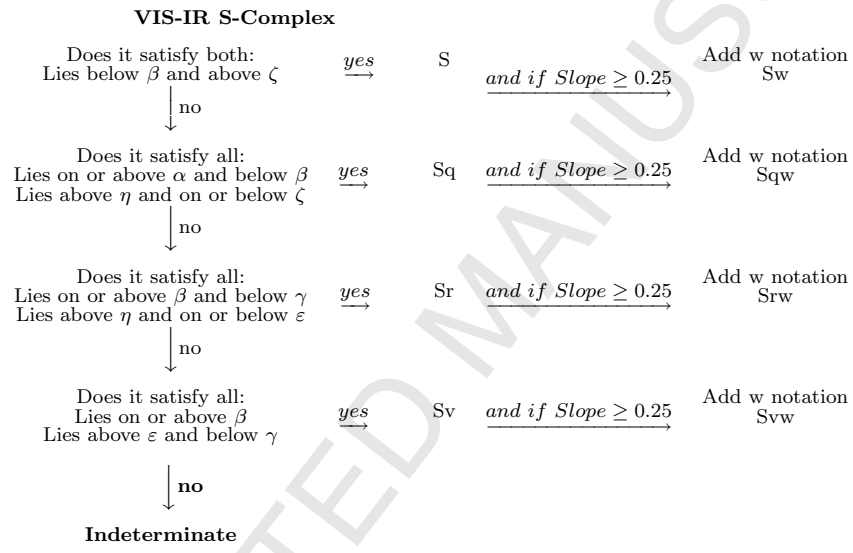 VIS-IR S-Complex
Does it satisfy both:
Lies below β and above ζ
yes
S
and if Slope ≥ 0.25
Add w notation
Sw
no
Does it satisfy all:
Lies on or above α and below β
Lies above η and on or below ζ
yes
Sq
and if Slope ≥ 0.25
Add w notation
Sqw
no
Does it satisfy all:
Lies on or above β and below γ
Lies above η and on or below ε
yes
Sr
and if Slope ≥ 0.25
Add w notation
Srw
no
Does it satisfy all:
Lies on or above β
Lies above ε and below γ
yes
Sv
and if Slope ≥ 0.25
Add w notation
Svw
no
Indeterminate
TED MANUS